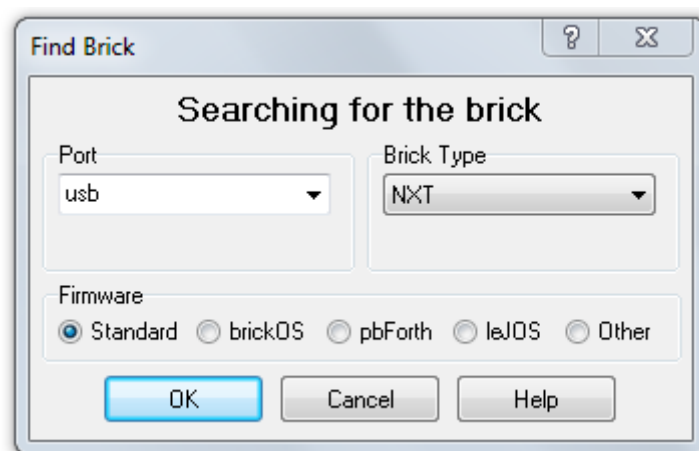 Find Brick
Searching for the brick
Port
Brick Type
usb
NXT
Firmware
Standard brickOS pbForth leJOS Other
OK Cancel Help